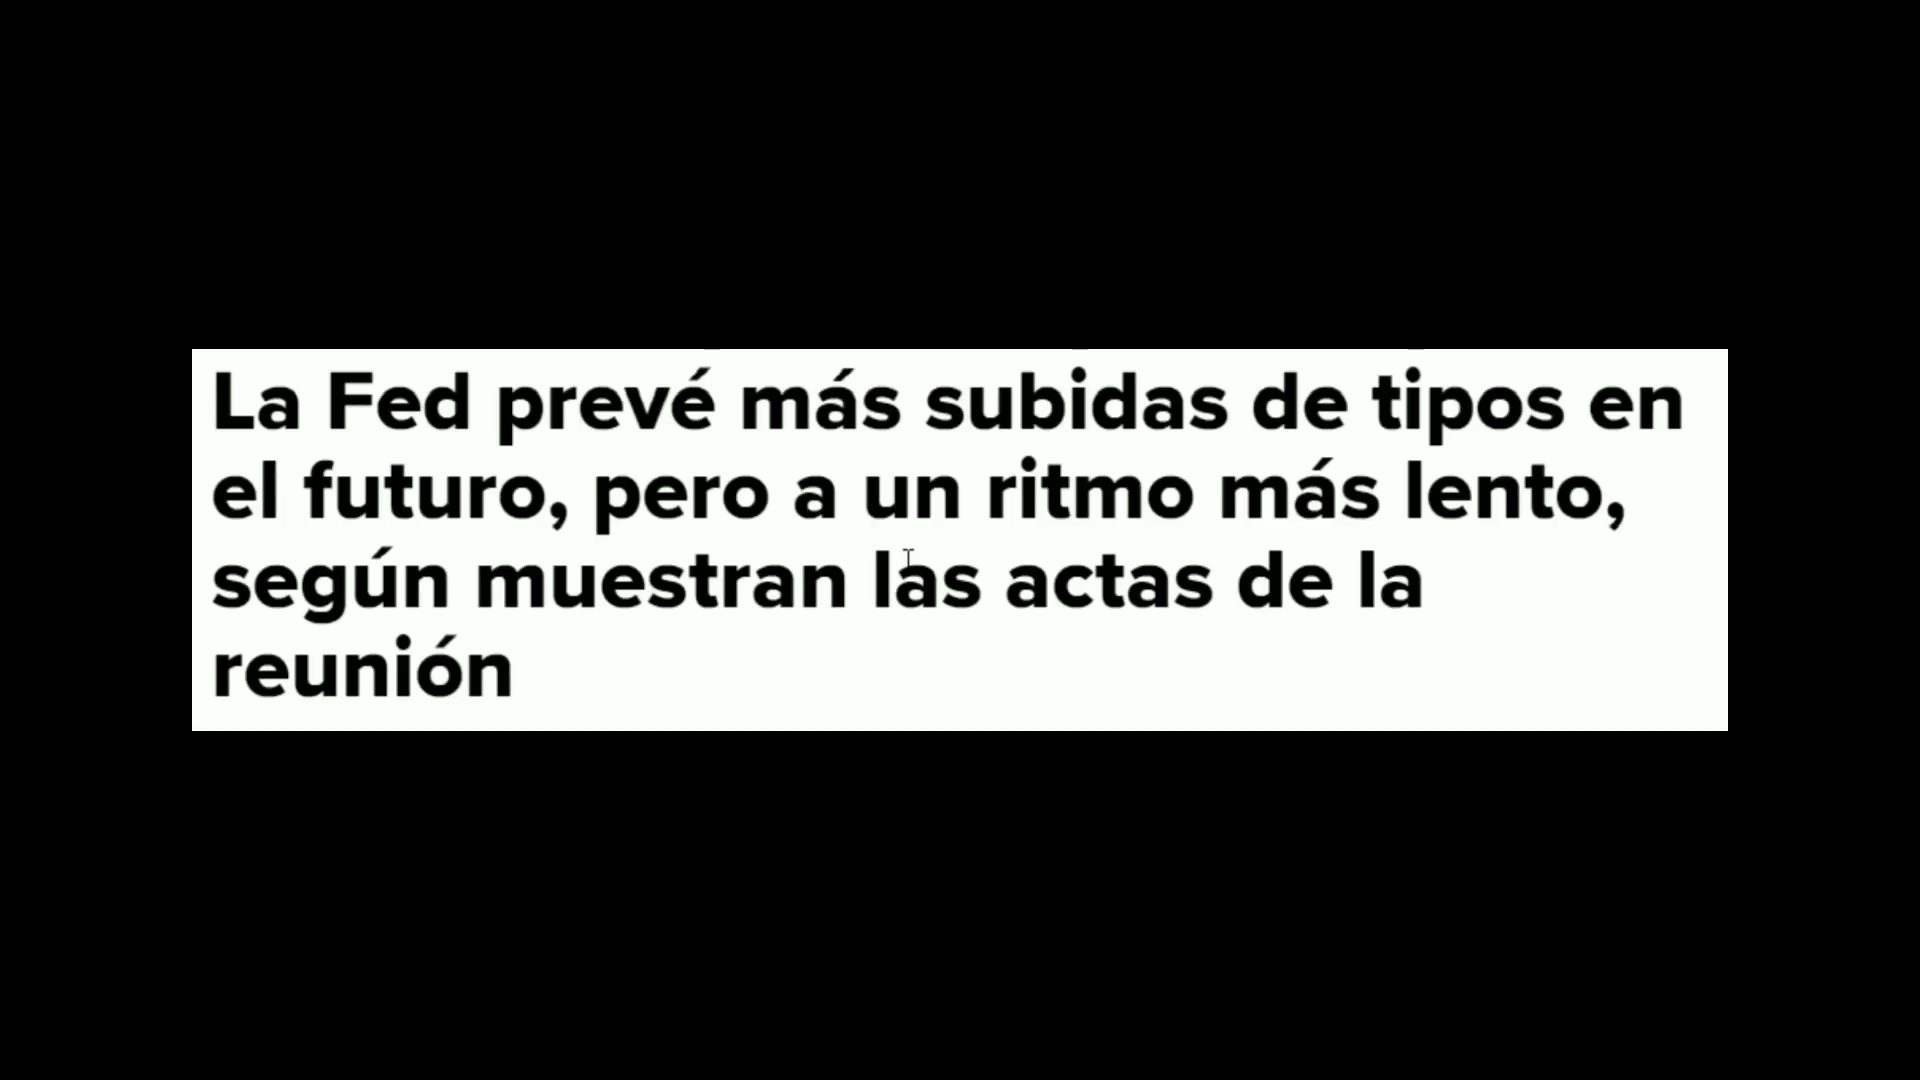 La Fed prevé más subidas de tipos en
el futuro, pero a un ritmo más lento,
según muestran las actas de la
reunión